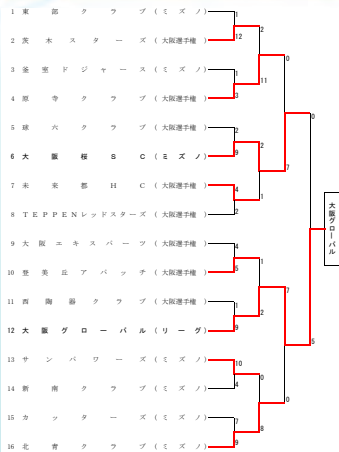 1 東部クラブ (ミズノ) 1
2 茨木スターズ (大阪選手権) 12
2
3 釜室ドジャース (ミズノ) 1
11
4 原寺クラブ (大阪選手権) 3
0
5 球六クラブ (大阪選手権) 2
2
6 大阪桜SC (ミズノ) 9
7
7 未来都HC (大阪選手権) 4
1
8 TEPPENレッドスターズ (大阪選手権) 2
0
大阪グローバル
9 大阪エキスパーツ (大阪選手権) 4
1
10 登美丘アパッチ (大阪選手権) 5
7
11 西陶器クラブ (大阪選手権) 1
2
12 大阪グローバル (リーグ) 9
5
13 サンパワーズ (ミズノ) 10
0
14 新南クラブ (ミズノ) 4
0
15 カッターズ (ミズノ) 7
8
16 北青クラブ (ミズノ) 9